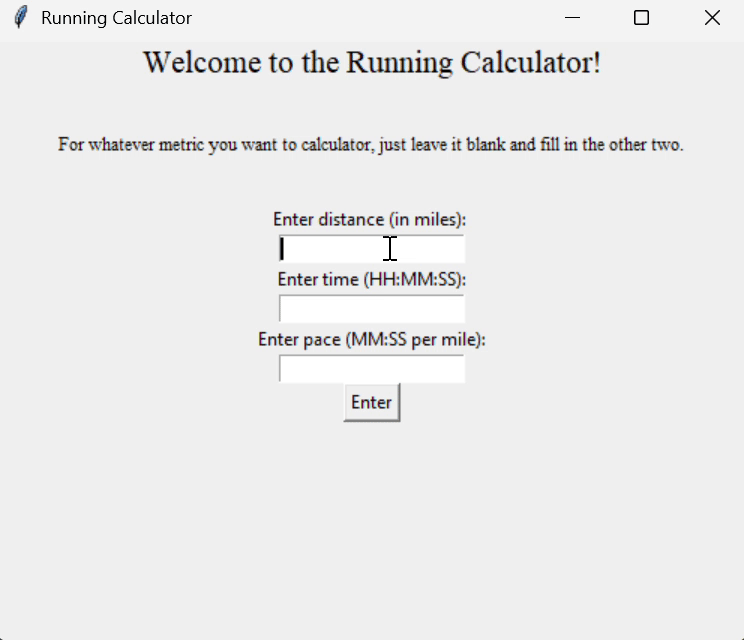 Running Calculator
Welcome to the Running Calculator!
For whatever metric you want to calculator, just leave it blank and fill in the other two.
Enter distance (in miles):
Enter time (HH:MM:SS):
Enter pace (MM:SS per mile):
Enter